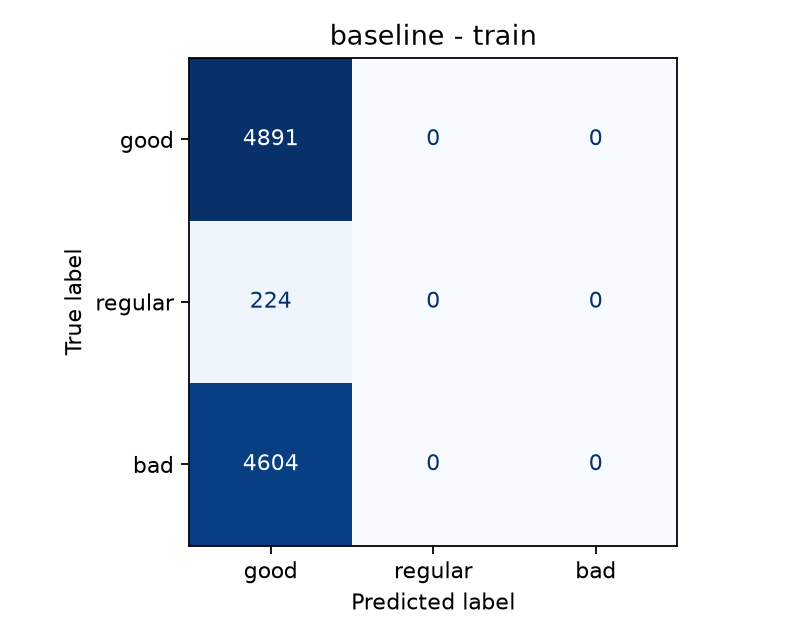 baseline - train
True label
good
4891 0 0
regular
224 0 0
bad
4604 0 0
good regular bad
Predicted label